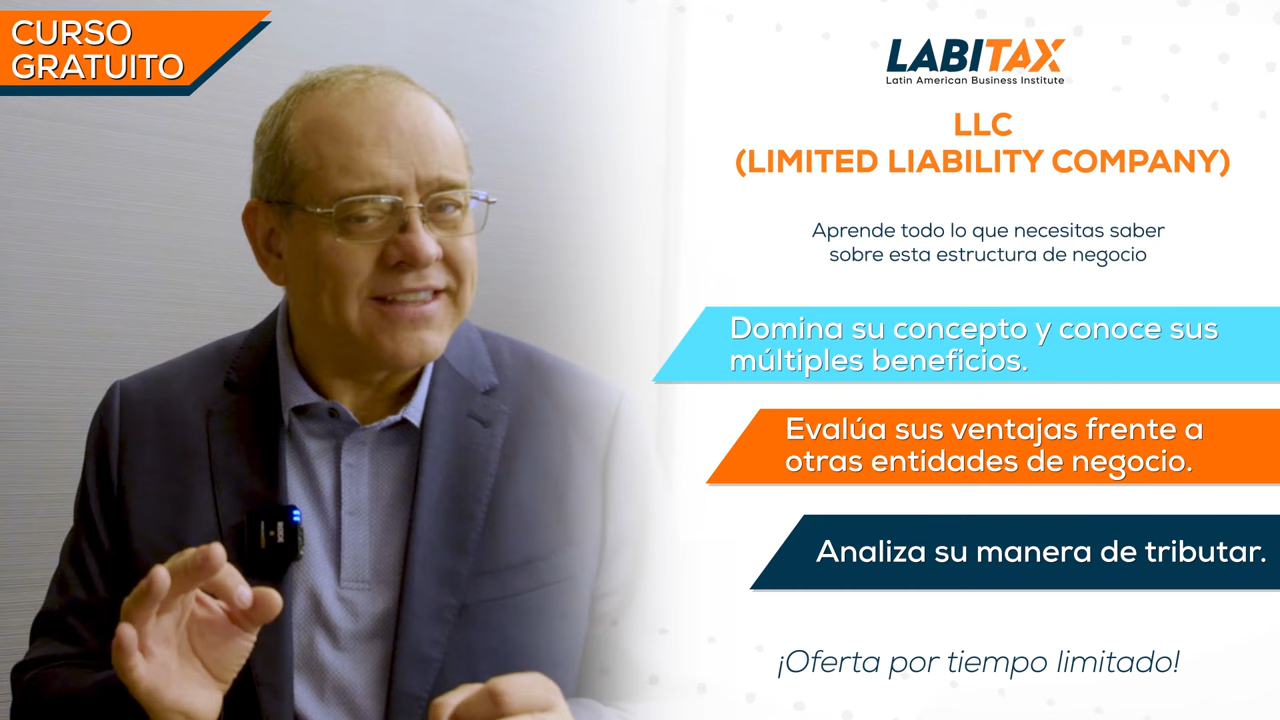 CURSO
GRATUITO
LABITAX
Latin American Business Institute
LLC
(LIMITED LIABILITY COMPANY)
Aprende todo lo que necesitas saber
sobre esta estructura de negocio
Domina su concepto y conoce sus
múltiples beneficios.
Evalúa sus ventajas frente a
otras entidades de negocio.
Analiza su manera de tributar.
¡Oferta por tiempo limitado!